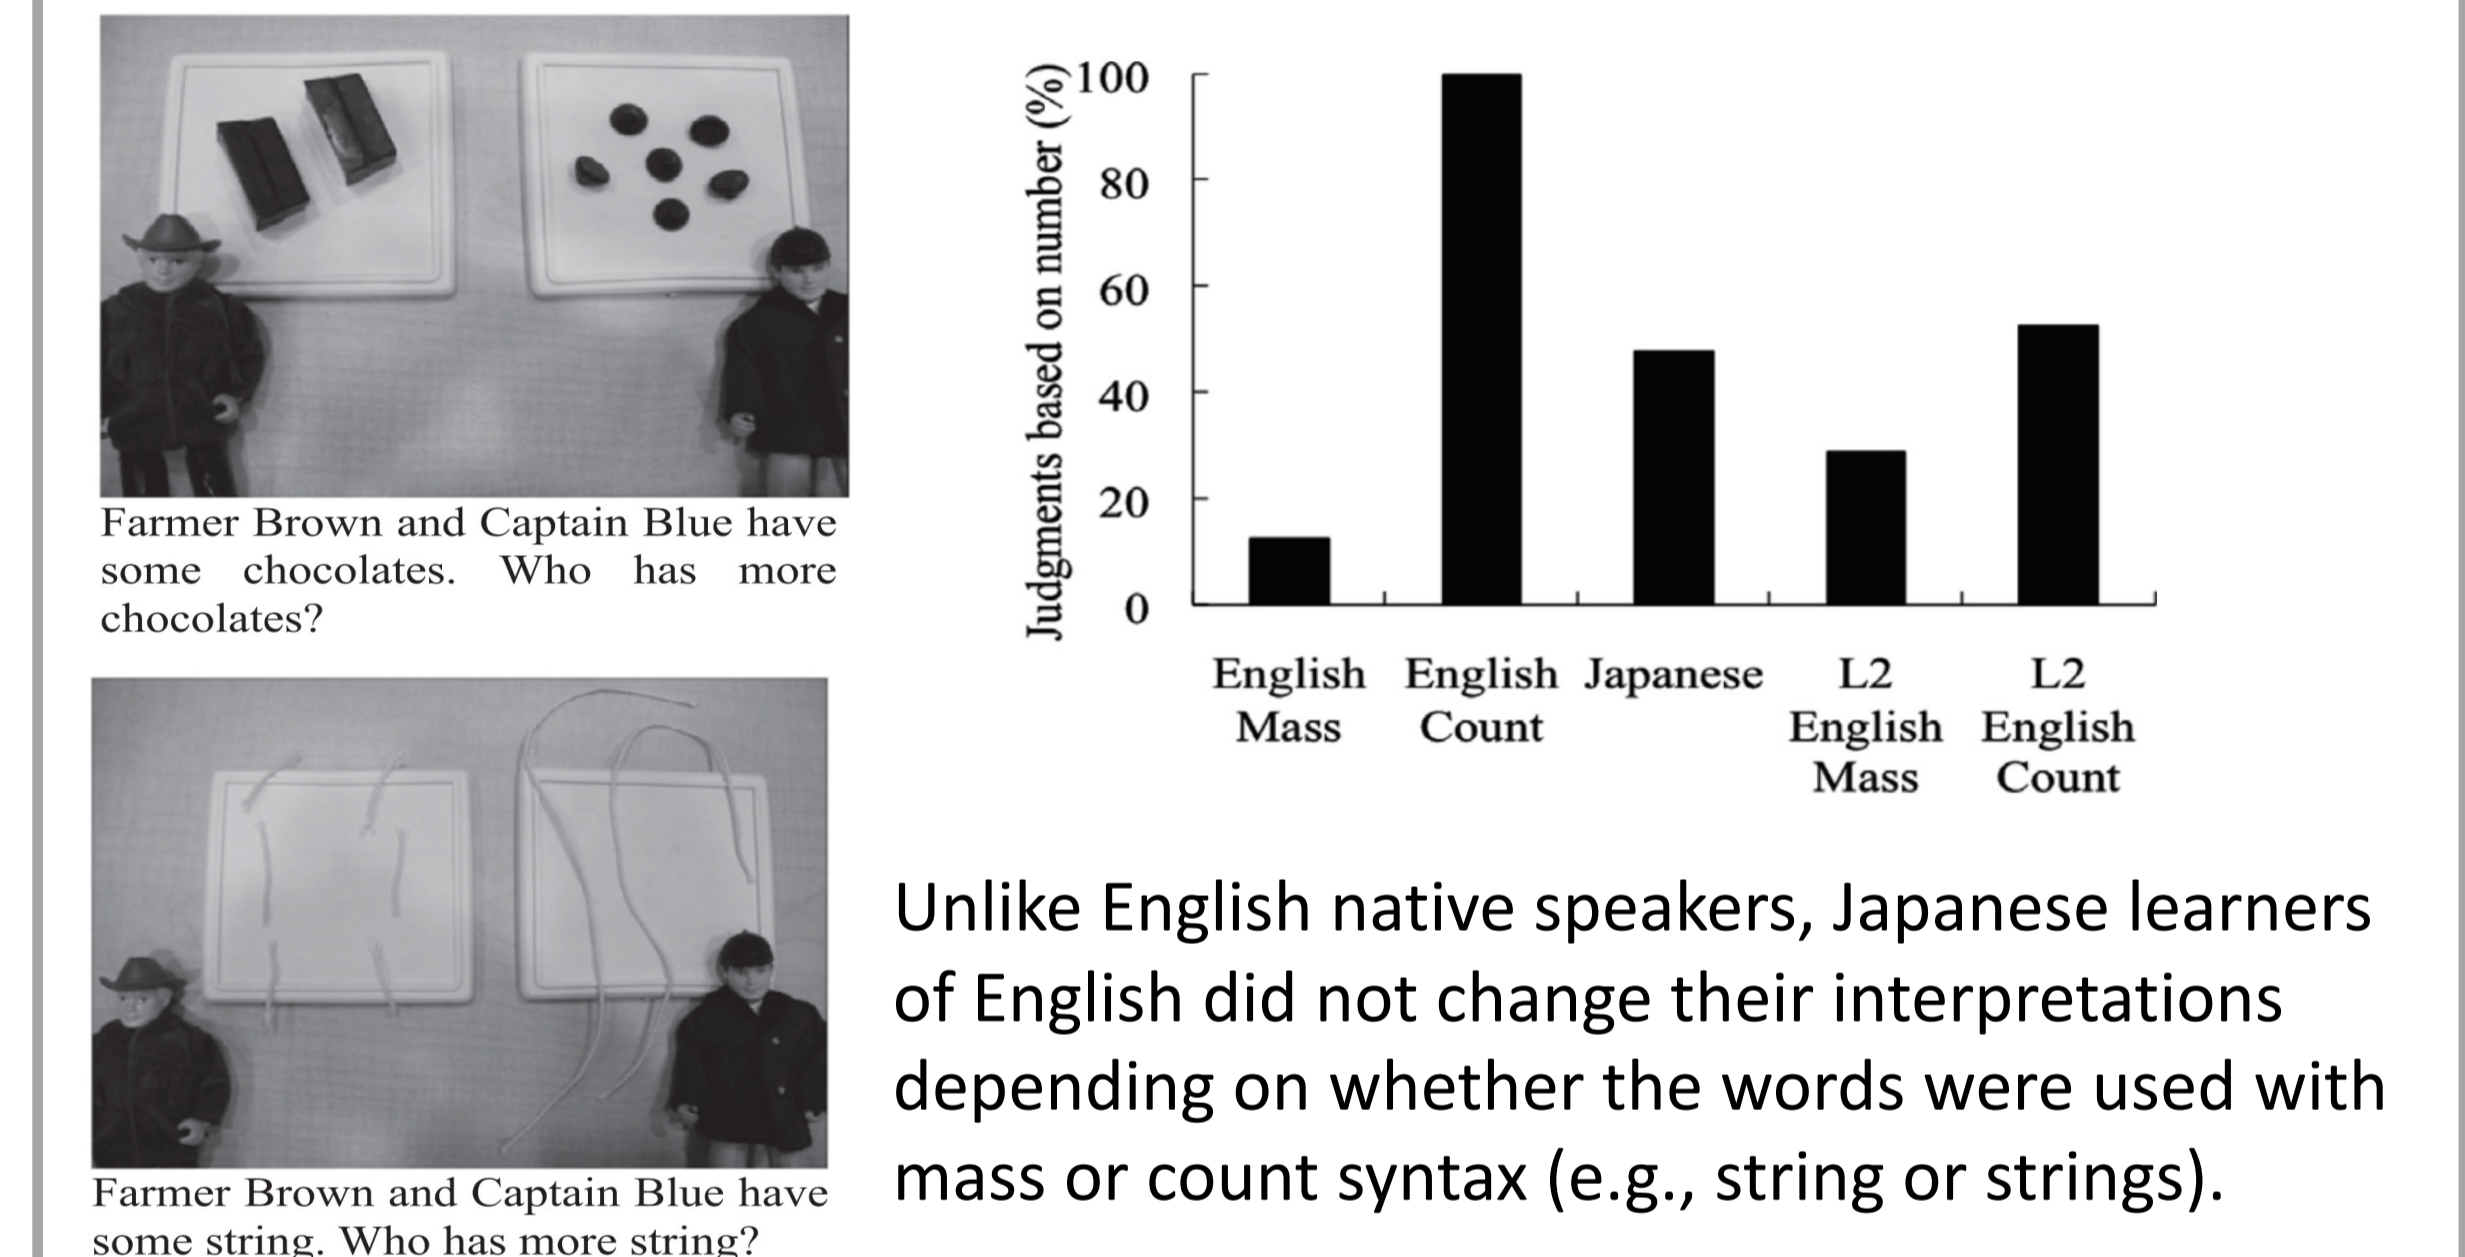 Farmer Brown and Captain Blue have
some chocolates. Who has more
chocolates?
Farmer Brown and Captain Blue have
some string. Who has more string?
Judgments based on number (%)
100
80
60
40
20
0
English
Mass
English
Count
Japanese
L2
English
Mass
L2
English
Count
Unlike English native speakers, Japanese learners
of English did not change their interpretations
depending on whether the words were used with
mass or count syntax (e.g., string or strings).